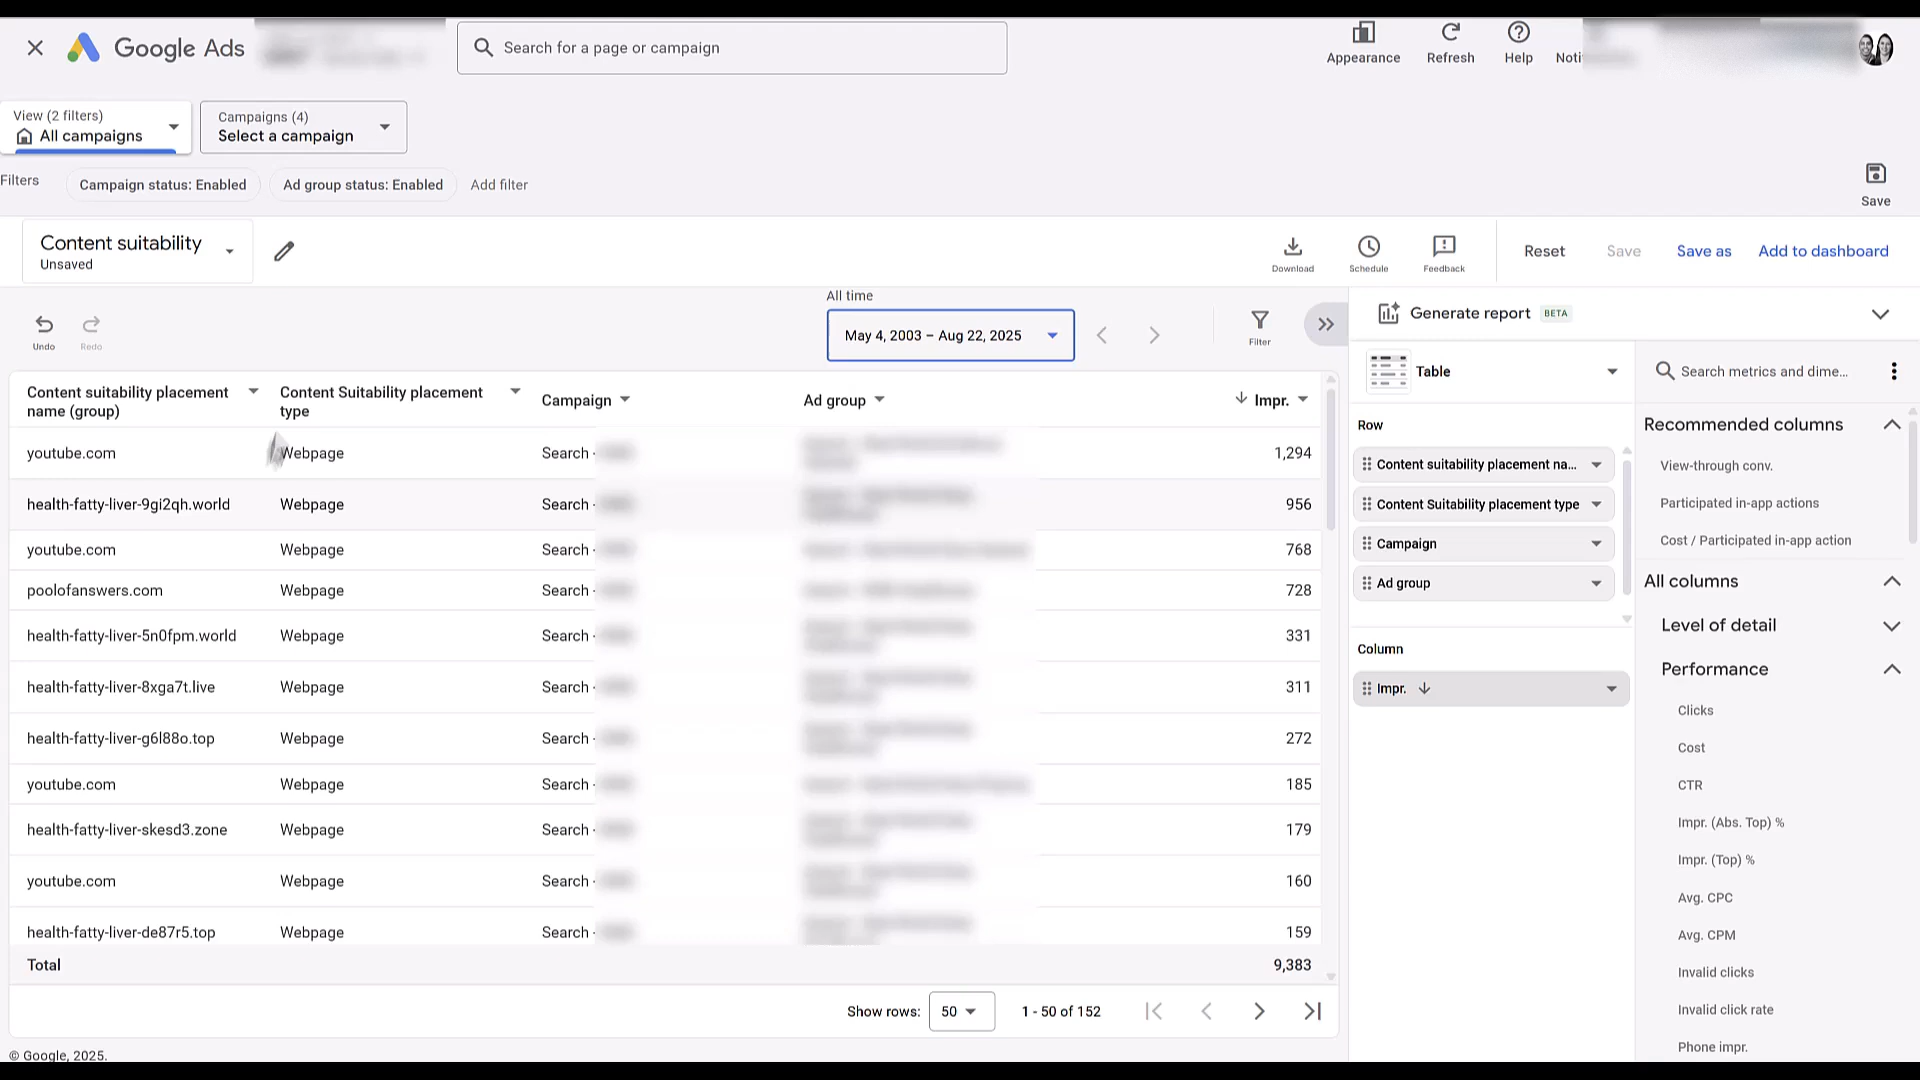 Google Ads
Search for a page or campaign
Appearance
Refresh
Help
Noti
View (2 filters)
All campaigns
Campaigns (4)
Select a campaign
Filters
Campaign status: Enabled
Ad group status: Enabled
Add filter
Save
Content suitability
Unsaved
Download
Schedule
Feedback
Reset
Save
Save as
Add to dashboard
Undo
Redo
All time
May 4, 2003 – Aug 22, 2025
Filter
Generate report BETA
Table
Search metrics and dime...
Content suitability placement name (group)
Content Suitability placement type
Campaign
Ad group
Impr.
youtube.com Webpage Search - 1,294
health-fatty-liver-9gi2qh.world Webpage Search - 956
youtube.com Webpage Search - 768
poolofanswers.com Webpage Search - 728
health-fatty-liver-5n0fpm.world Webpage Search - 331
health-fatty-liver-8xga7t.live Webpage Search - 311
health-fatty-liver-g6l88o.top Webpage Search - 272
youtube.com Webpage Search - 185
health-fatty-liver-skesd3.zone Webpage Search - 179
youtube.com Webpage Search - 160
health-fatty-liver-de87r5.top Webpage Search - 159
Total 9,383
Show rows: 50 1 - 50 of 152
Row
Content suitability placement na...
Content Suitability placement type
Campaign
Ad group
Column
Impr.
Recommended columns
View-through conv.
Participated in-app actions
Cost / Participated in-app action
All columns
Level of detail
Performance
Clicks
Cost
CTR
Impr. (Abs. Top) %
Impr. (Top) %
Avg. CPC
Avg. CPM
Invalid clicks
Invalid click rate
Phone impr.
© Google, 2025.